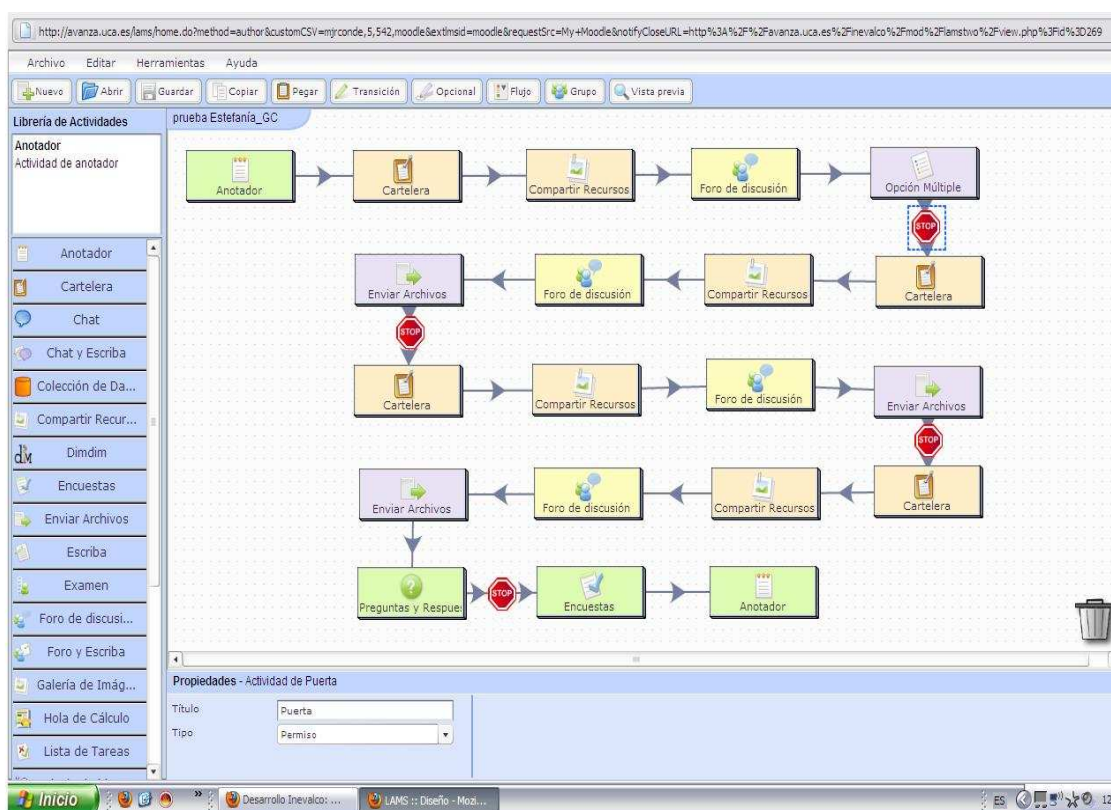 http://avanza.uca.es/lams/home.do?method=author&customCSV=mjrconde,5,542,moodle&extlmsid=moodle&requestSrc=My+Moodle&notifyCloseURL=http%3A%2F%2Favanza.uca.es%2Finevalco%2Fmod%2Flamstwo%2Fview.php%3Fid%3D269
Archivo Editar Herramientas Ayuda
Nuevo Abrir Guardar Copiar Pegar Transición Opcional Flujo Grupo Vista previa
Librería de Actividades
prueba Estefanía_GC
Anotador
Actividad de anotador
Anotador
Cartelera
Chat
Chat y Escriba
Colección de Da...
Compartir Recur...
Dimdim
Encuestas
Enviar Archivos
Escriba
Examen
Foro de discusi...
Foro y Escriba
Galería de Imág...
Hola de Cálculo
Lista de Tareas
Anotador Cartelera Compartir Recursos Foro de discusión Opción Múltiple
STOP
Enviar Archivos Foro de discusión Compartir Recursos Cartelera
STOP
Cartelera Compartir Recursos Foro de discusión Enviar Archivos
STOP
Enviar Archivos Foro de discusión Compartir Recursos Cartelera
Preguntas y Respue STOP Encuestas Anotador
Propiedades - Actividad de Puerta
Título Puerta
Tipo Permiso
Inicio » Desarrollo Inevalco: ... LAMS :: Diseño - Mozi... ES 12